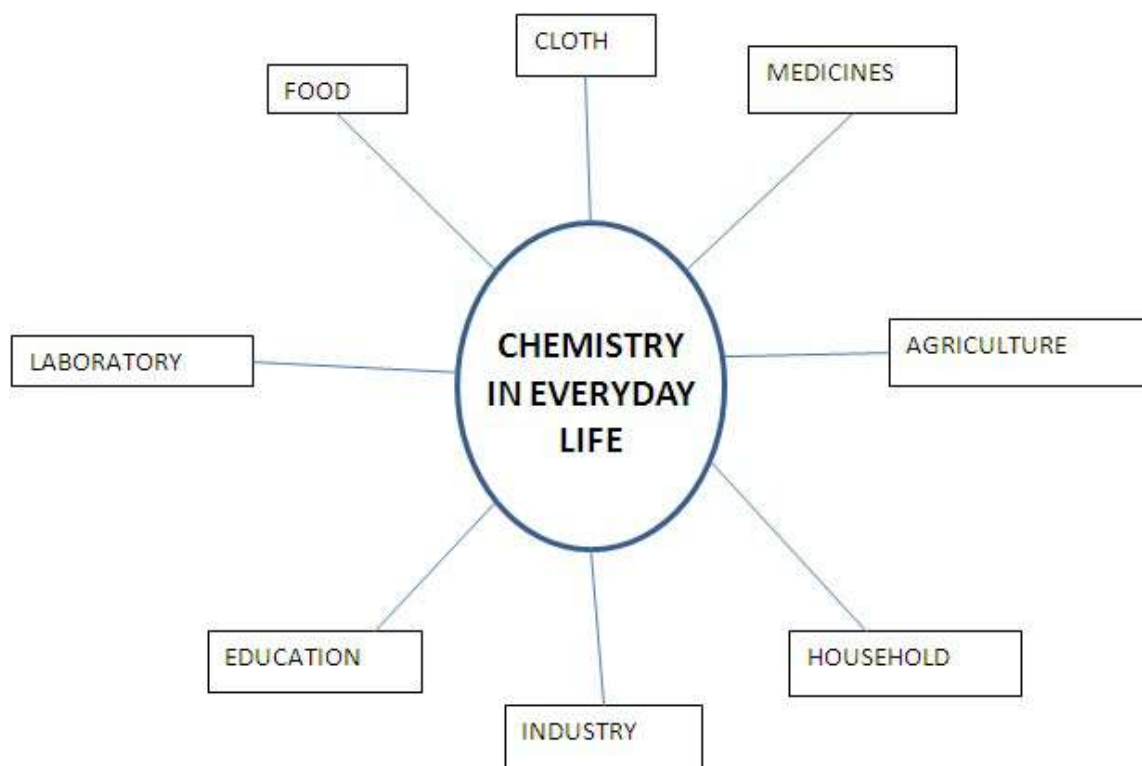 CLOTH
MEDICINES
FOOD
CHEMISTRY
IN EVERYDAY
LIFE
AGRICULTURE
LABORATORY
EDUCATION
HOUSEHOLD
INDUSTRY